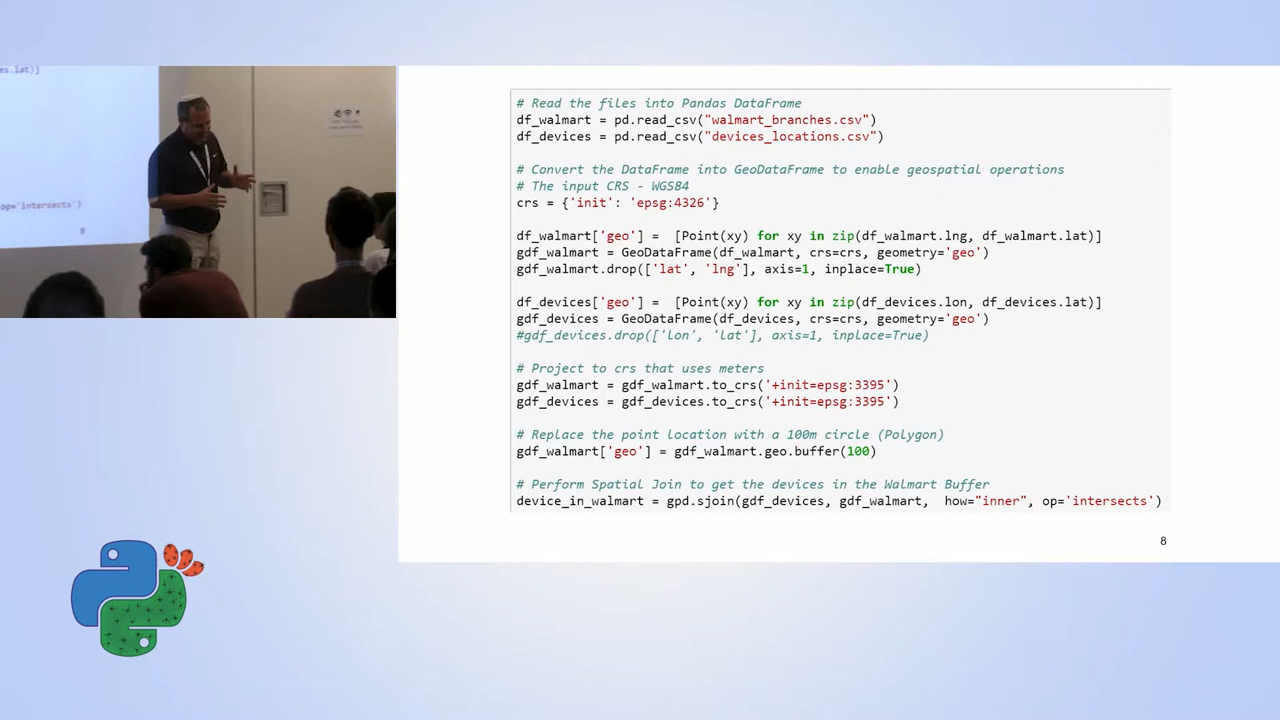 es.lat)]
op='intersects')
# Read the files into Pandas DataFrame
df_walmart = pd.read_csv("walmart_branches.csv")
df_devices = pd.read_csv("devices_locations.csv")
# Convert the DataFrame into GeoDataFrame to enable geospatial operations
# The input CRS - WGS84
crs = {'init': 'epsg:4326'}
df_walmart['geo'] =  [Point(xy) for xy in zip(df_walmart.lng, df_walmart.lat)]
gdf_walmart = GeoDataFrame(df_walmart, crs=crs, geometry='geo')
gdf_walmart.drop(['lat', 'lng'], axis=1, inplace=True)
df_devices['geo'] =  [Point(xy) for xy in zip(df_devices.lon, df_devices.lat)]
gdf_devices = GeoDataFrame(df_devices, crs=crs, geometry='geo')
#gdf_devices.drop(['lon', 'lat'], axis=1, inplace=True)
# Project to crs that uses meters
gdf_walmart = gdf_walmart.to_crs('+init=epsg:3395')
gdf_devices = gdf_devices.to_crs('+init=epsg:3395')
# Replace the point location with a 100m circle (Polygon)
gdf_walmart['geo'] = gdf_walmart.geo.buffer(100)
# Perform Spatial Join to get the devices in the Walmart Buffer
device_in_walmart = gpd.sjoin(gdf_devices, gdf_walmart,  how="inner", op='intersects')
8